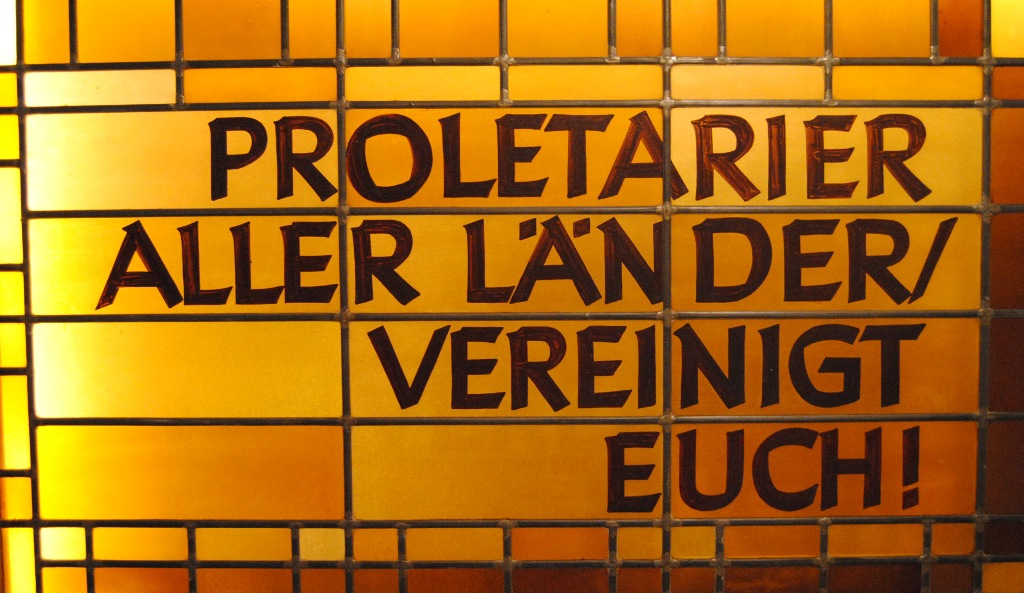 PROLETARIER
ALLER LÄNDER/
VEREINIGT
EUCH!